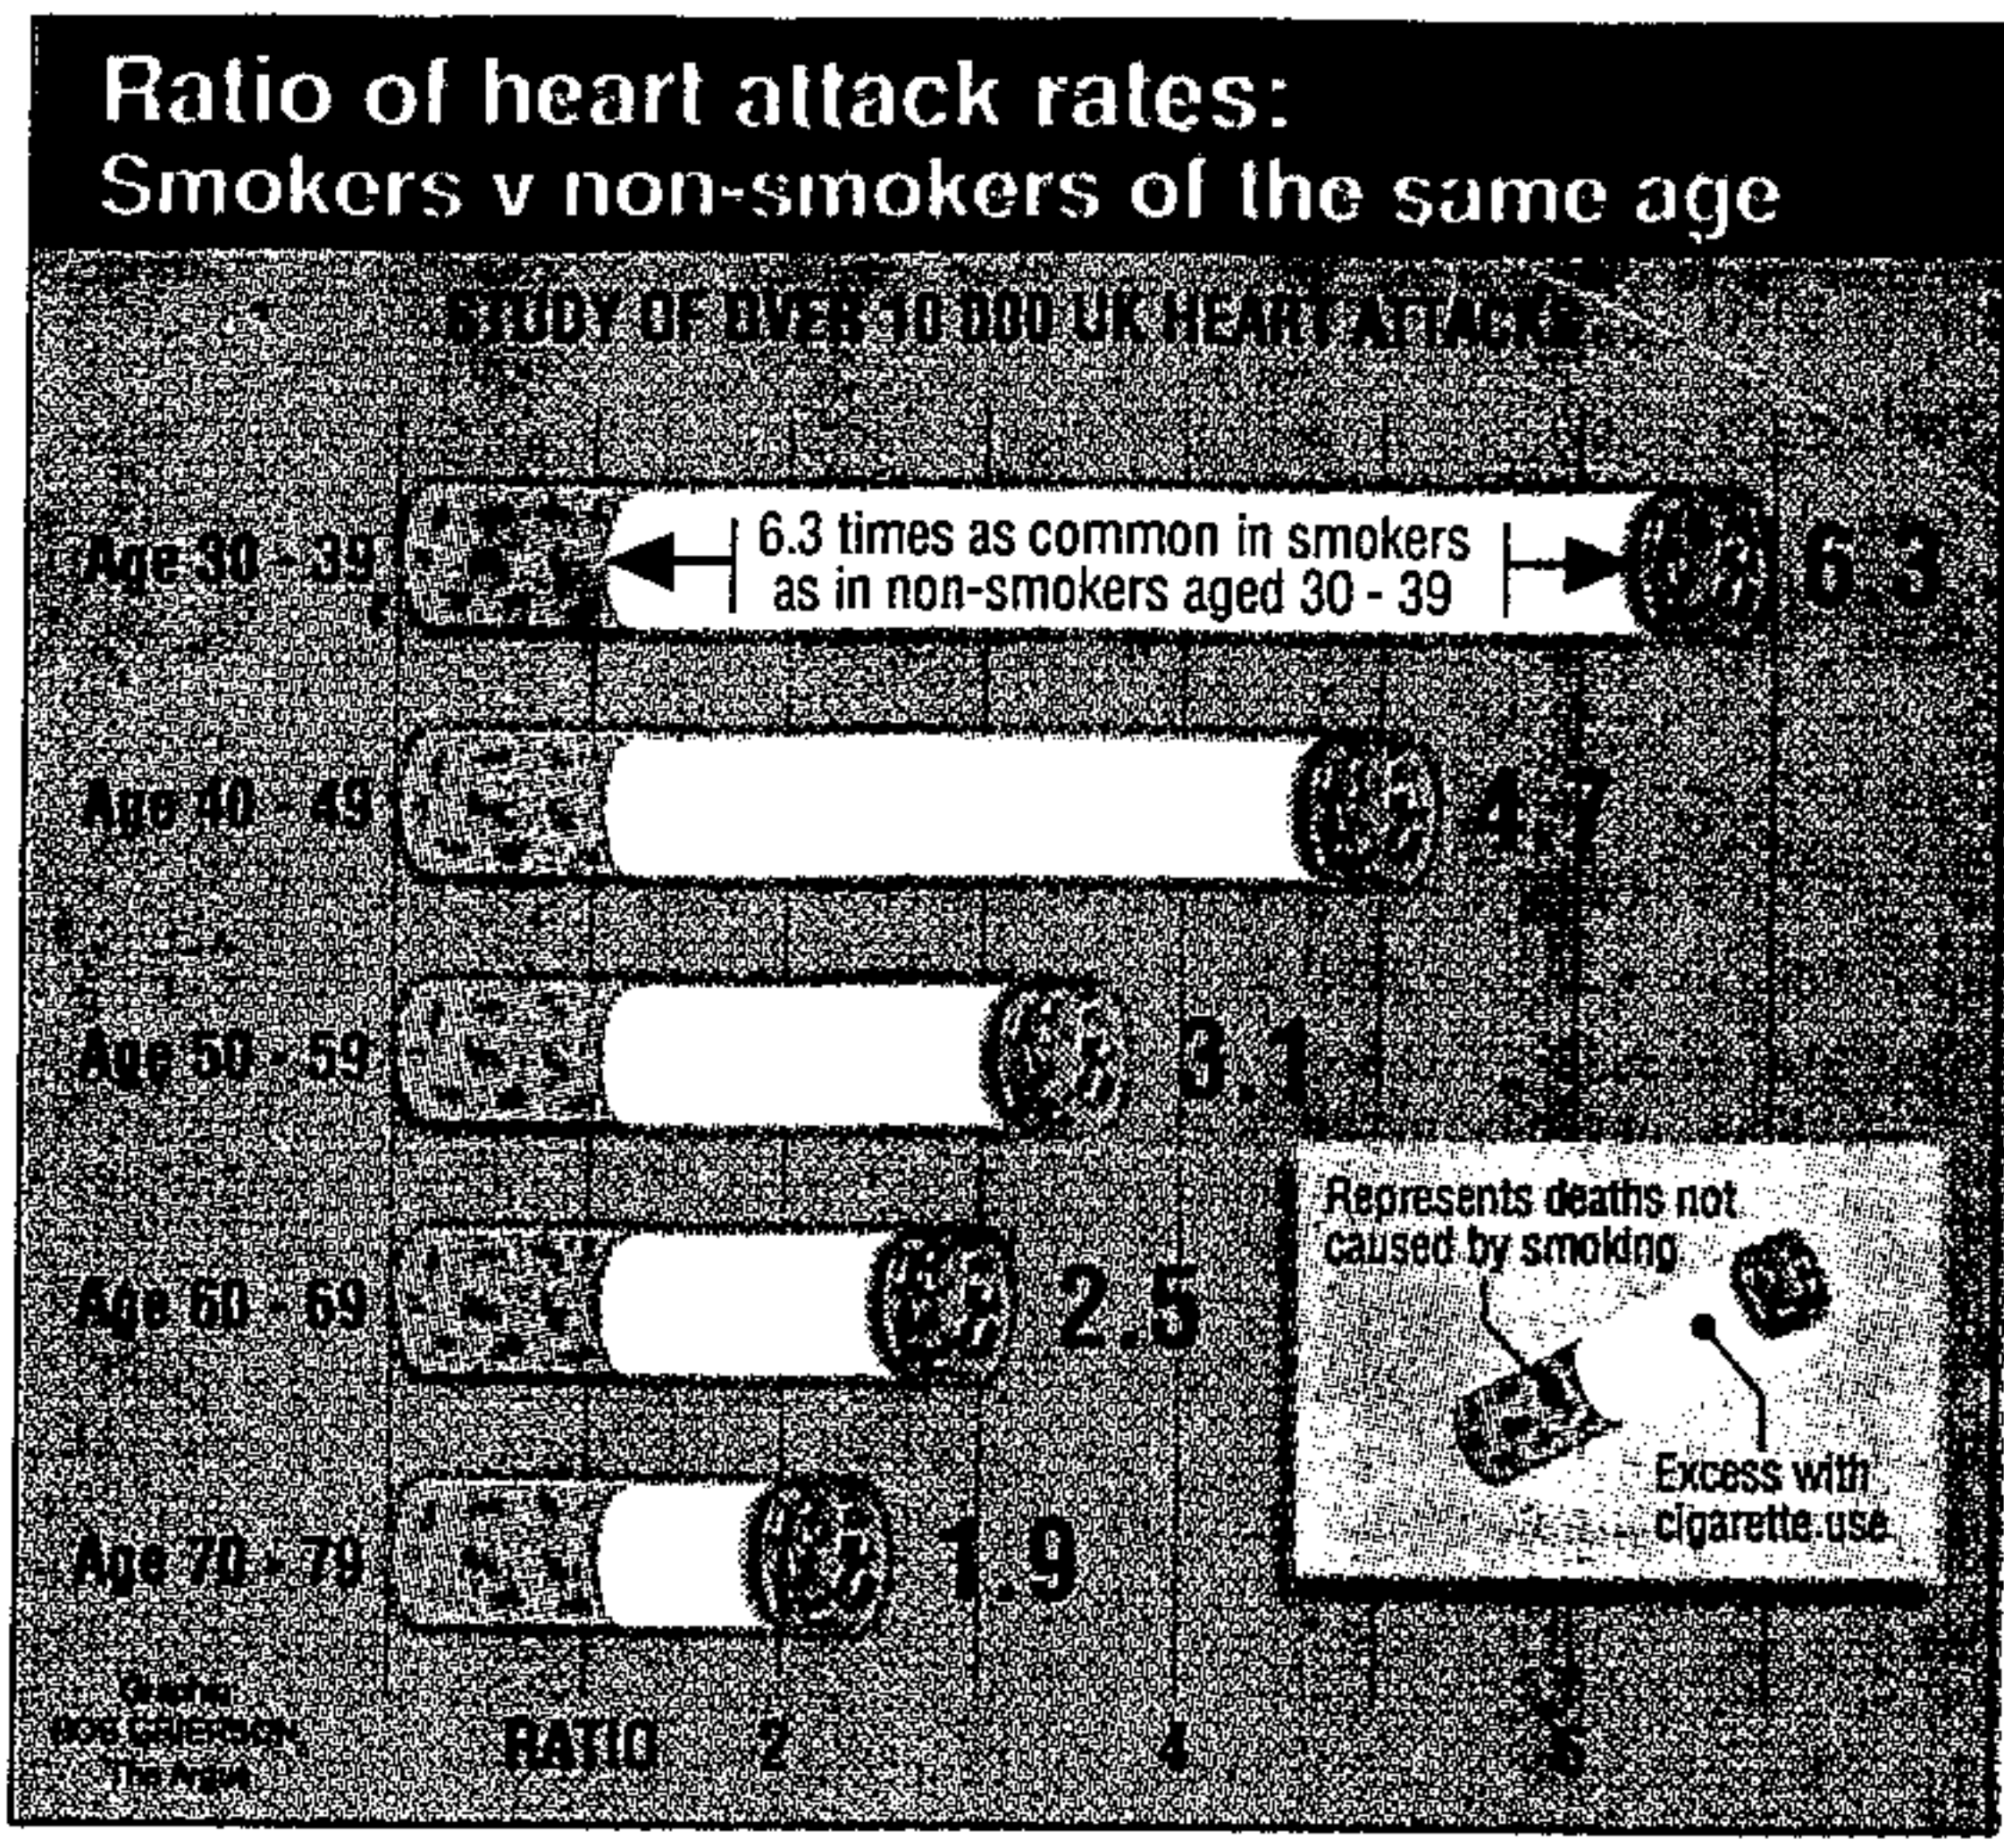 Ratio of heart attack rates:
Smokers v non-smokers of the same age
STUDY OF OVER 10 000 UK HEART ATTACKS
Age 30 - 39
6.3 times as common in smokers
as in non-smokers aged 30 - 39
6.3
Age 40 - 49
4.7
Age 50 - 59
3.1
Age 60 - 69
2.5
Age 70 - 79
1.9
Represents deaths not
caused by smoking
Excess with
cigarette use
RATIO 2 4 6
GRIERSON
The Argus